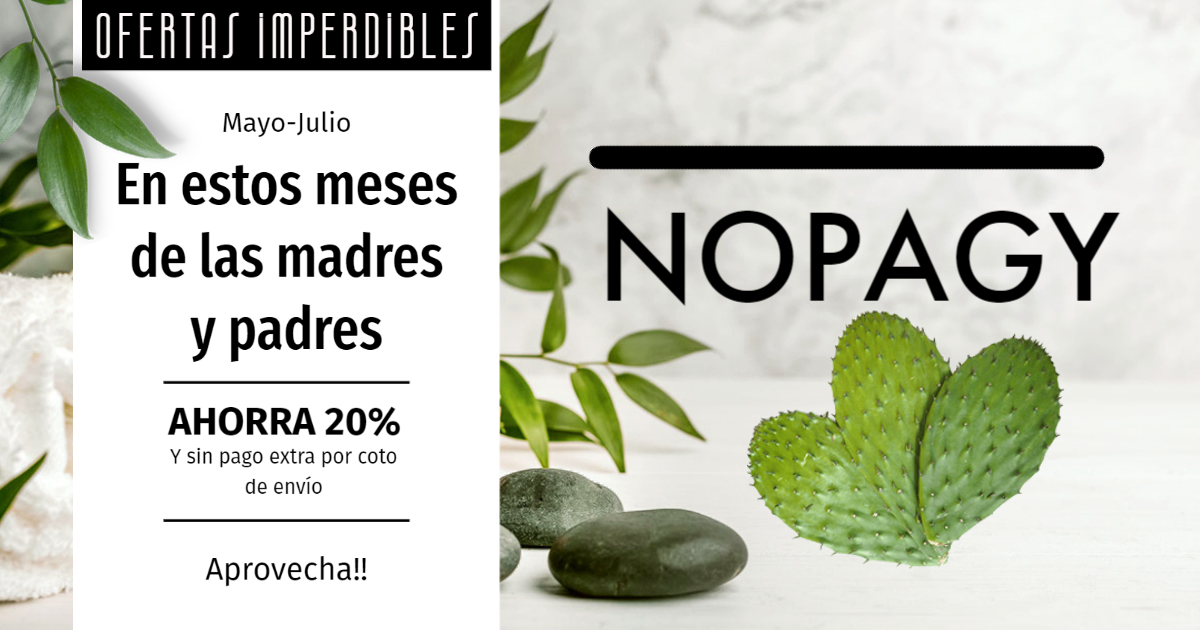 OFERTAS IMPERDIBLES
Mayo-Julio
En estos meses
de las madres
y padres
AHORRA 20%
Y sin pago extra por coto
de envío
Aprovecha!!
NOPAGY